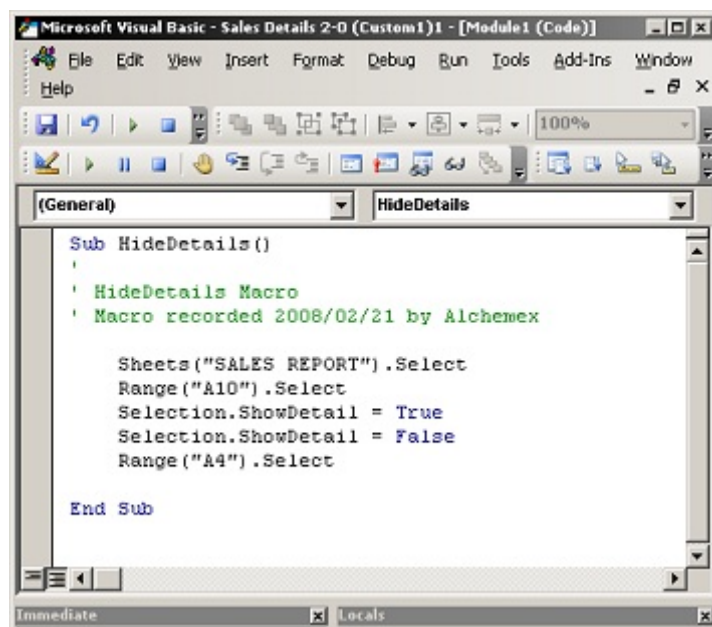 Microsoft Visual Basic - Sales Details 2-0 (Custom1)1 - [Module1 (Code)]
File Edit View Insert Format Debug Run Tools Add-Ins Window
Help
100%
(General) HideDetails
Sub HideDetails()
'
' HideDetails Macro
' Macro recorded 2008/02/21 by Alchemex
Sheets("SALES REPORT").Select
Range("A10").Select
Selection.ShowDetail = True
Selection.ShowDetail = False
Range("A4").Select
End Sub
Immediate Locals